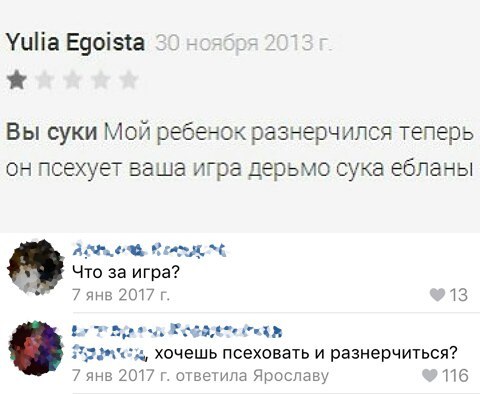 Yulia Egoista 30 ноября 2013 г.
Вы суки Мой ребенок разнерчился теперь
он псехует ваша игра дерьмо сука ебланы
Что за игра?
7 янв 2017 г. 13
, хочешь псеховать и разнерчиться?
7 янв 2017 г. ответила Ярославу 116